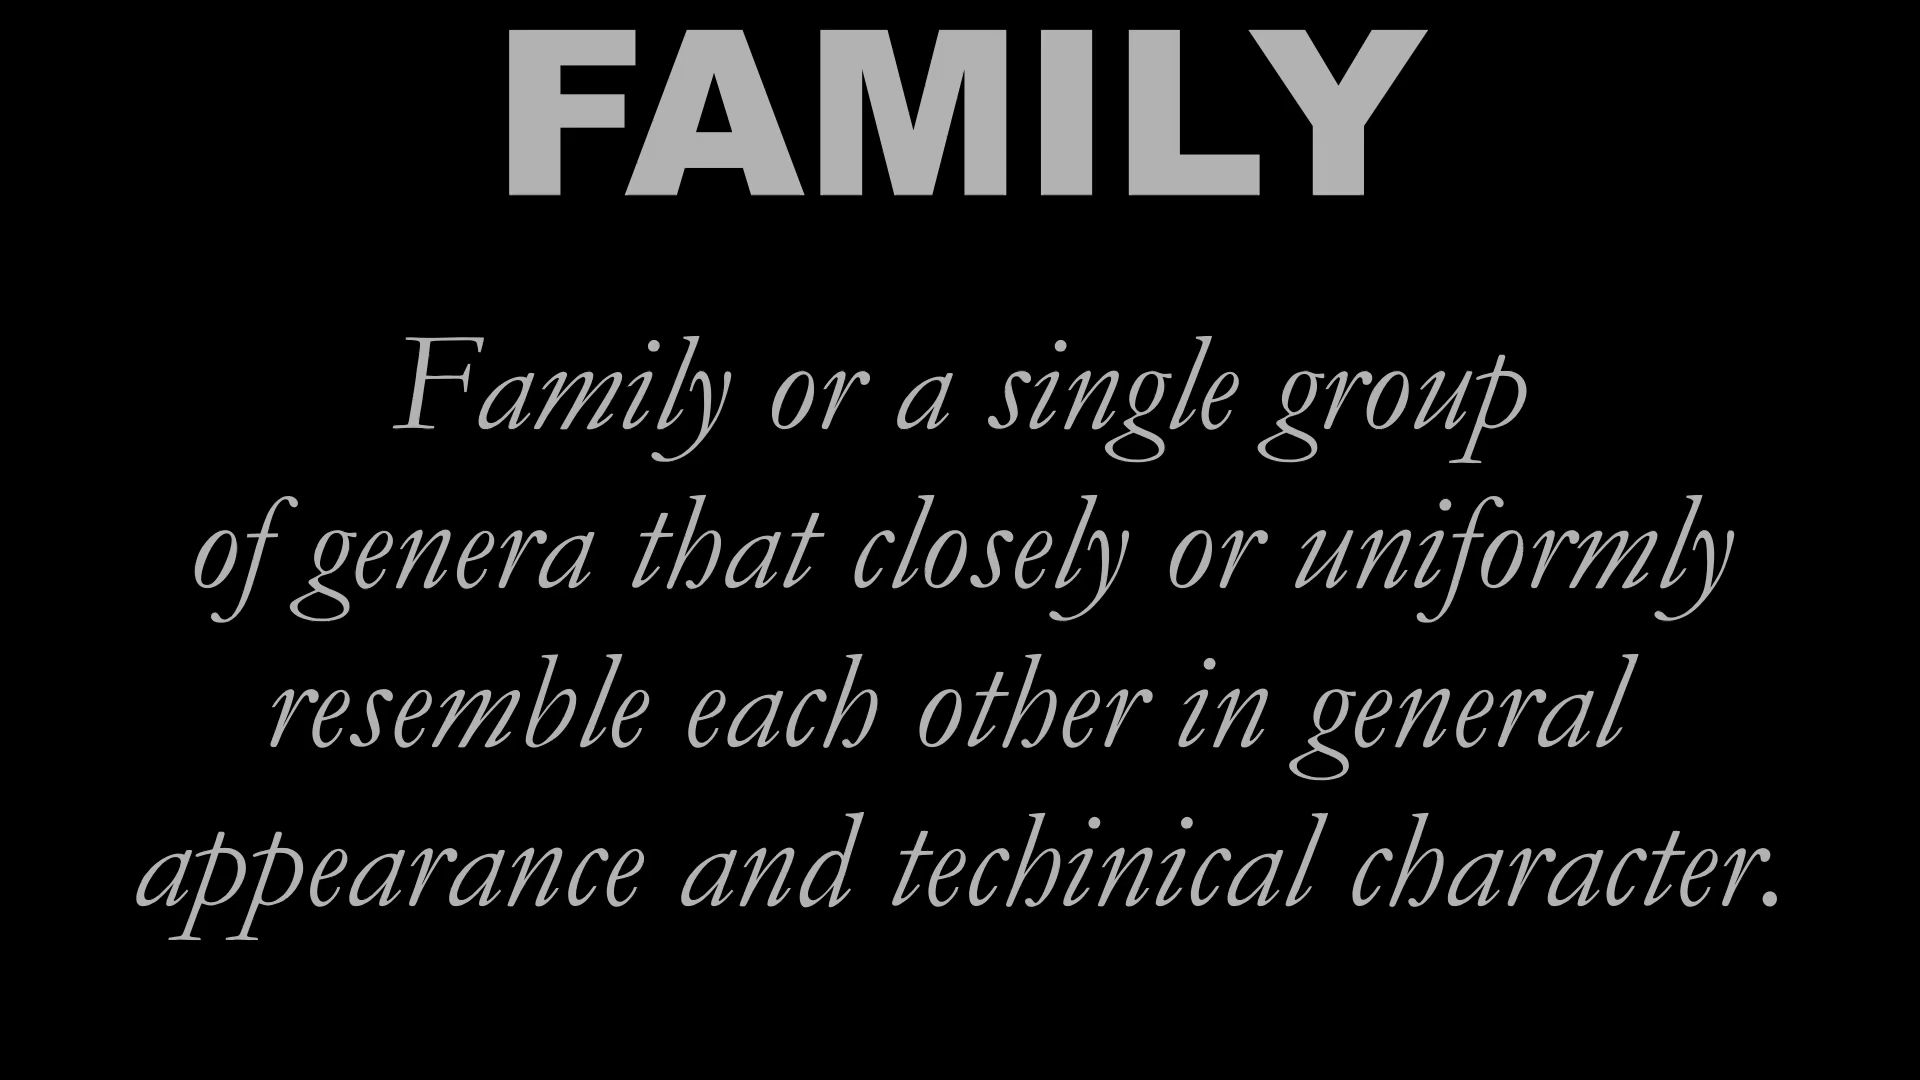 FAMILY
Family or a single group
of genera that closely or uniformly
resemble each other in general
appearance and techinical character.